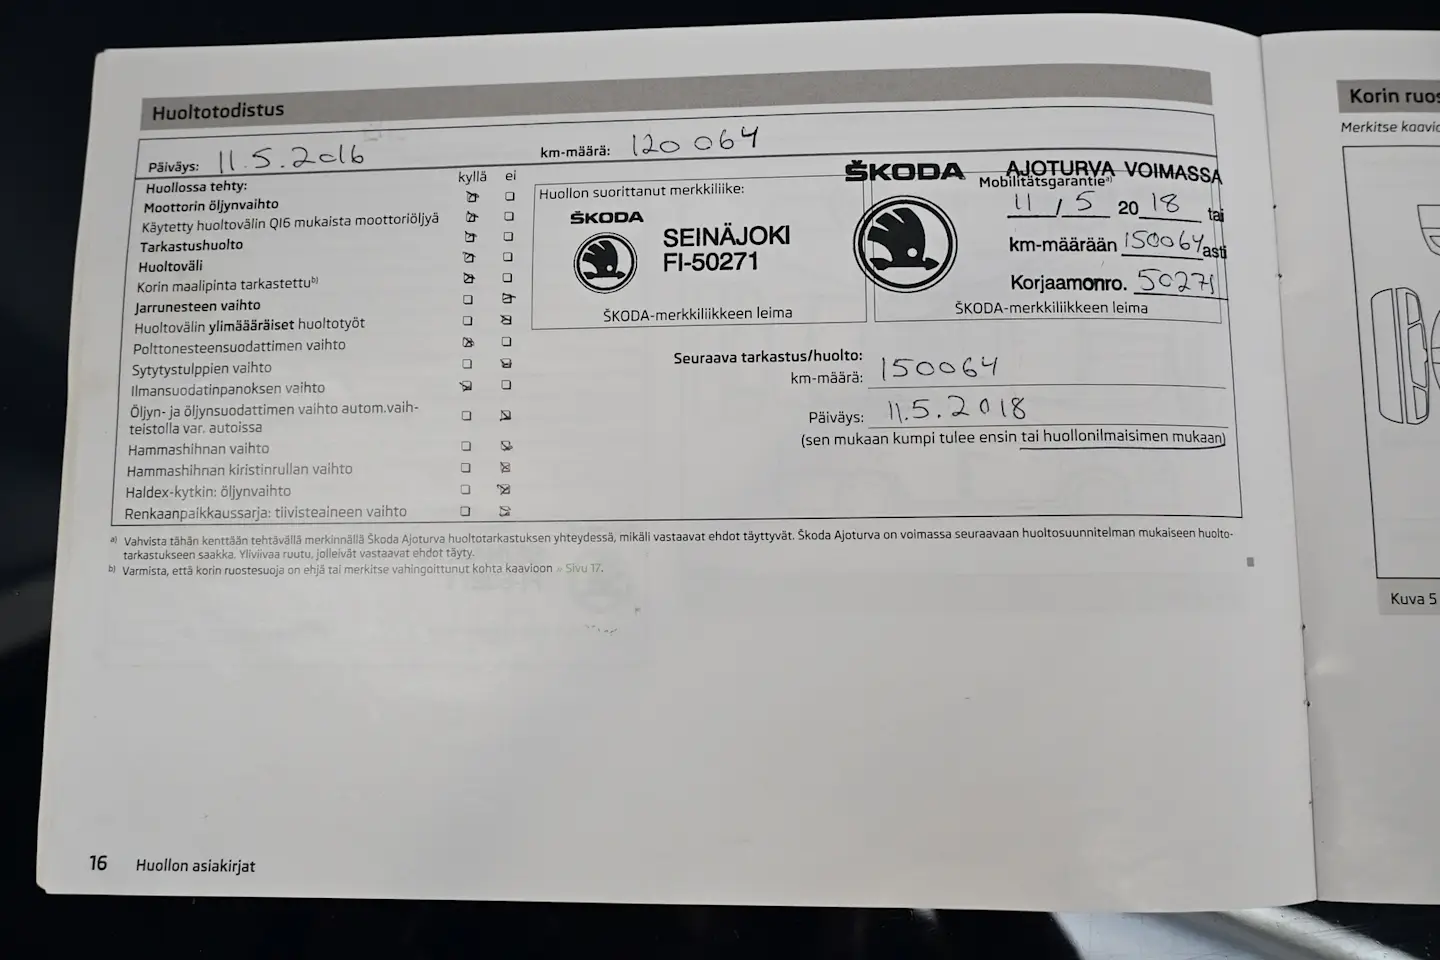 Huoltotodistus
Päiväys: 11.5.2016 km-määrä: 120 064
Huollossa tehty: kyllä ei
Moottorin öljynvaihto
Käytetty huoltovälin QI6 mukaista moottoriöljyä
Tarkastushuolto
Huoltoväli
Korin maalipinta tarkastettu b)
Jarrunesteen vaihto
Huoltovälin ylimääääräiset huoltotyöt
Polttonesteensuodattimen vaihto
Sytytystulppien vaihto
Ilmansuodatinpanoksen vaihto
Öljyn- ja öljynsuodattimen vaihto autom.vaih-
teistolla var. autoissa
Hammashihnan vaihto
Hammashihnan kiristinrullan vaihto
Haldex-kytkin: öljynvaihto
Renkaanpaikkaussarja: tiivisteaineen vaihto
Huollon suorittanut merkkiliike:
ŠKODA
SEINÄJOKI
FI-50271
ŠKODA-merkkiliikkeen leima
ŠKODA AJOTURVA VOIMASSA
Mobilitätsgarantie a)
11 / 5 20 18 tai
km-määrään 150064 asti
Korjaamonro. 50271
ŠKODA-merkkiliikkeen leima
Seuraava tarkastus/huolto:
km-määrä: 150064
Päiväys: 11.5.2018
(sen mukaan kumpi tulee ensin tai huollonilmaisimen mukaan)
a) Vahvista tähän kenttään tehtävällä merkinnällä Škoda Ajoturva huoltotarkastuksen yhteydessä, mikäli vastaavat ehdot täyttyvät. Škoda Ajoturva on voimassa seuraavaan huoltosuunnitelman mukaiseen huolto-
tarkastukseen saakka. Yliviivaa ruutu, jolleivät vastaavat ehdot täyty.
b) Varmista, että korin ruostesuoja on ehjä tai merkitse vahingoittunut kohta kaavioon » Sivu 17.
16 Huollon asiakirjat
Korin ruos
Merkitse kaavio
Kuva 5